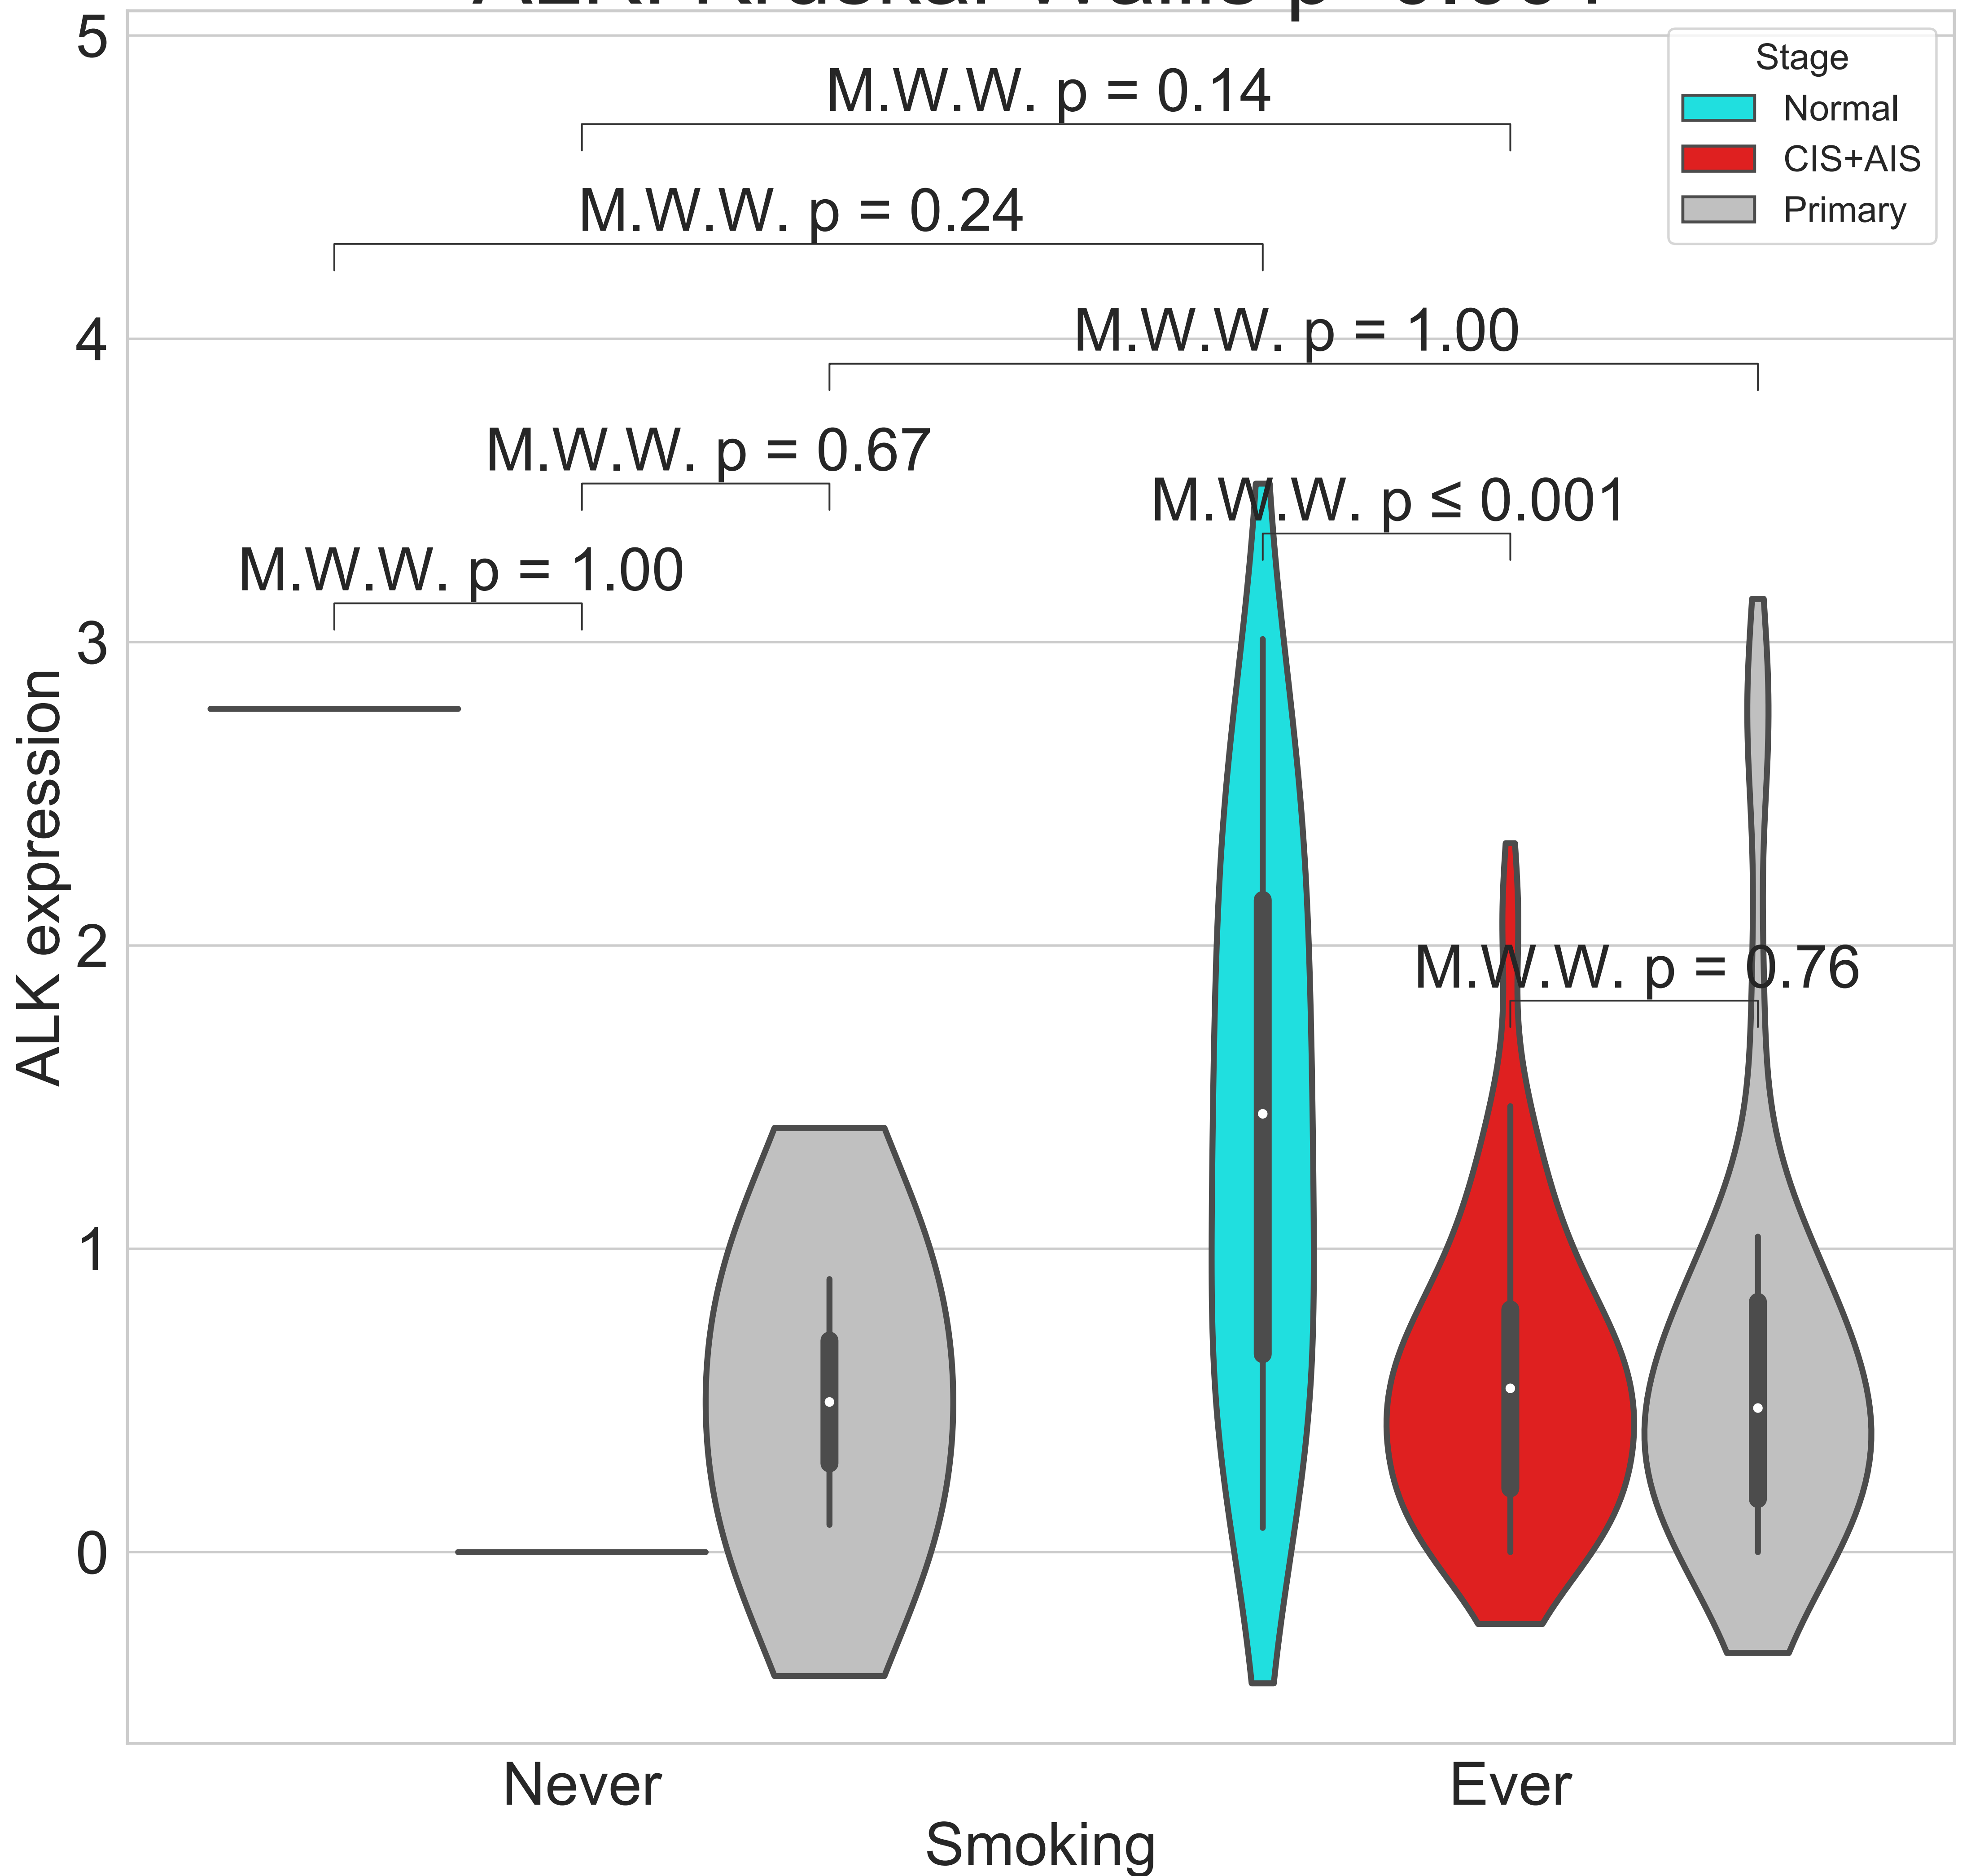 5
4
3
2
1
0
ALK expression
M.W.W. p = 0.14
M.W.W. p = 0.24
M.W.W. p = 1.00
M.W.W. p = 0.67
M.W.W. p ≤ 0.001
M.W.W. p = 1.00
M.W.W. p = 0.76
Stage
Normal
CIS+AIS
Primary
Never
Ever
Smoking